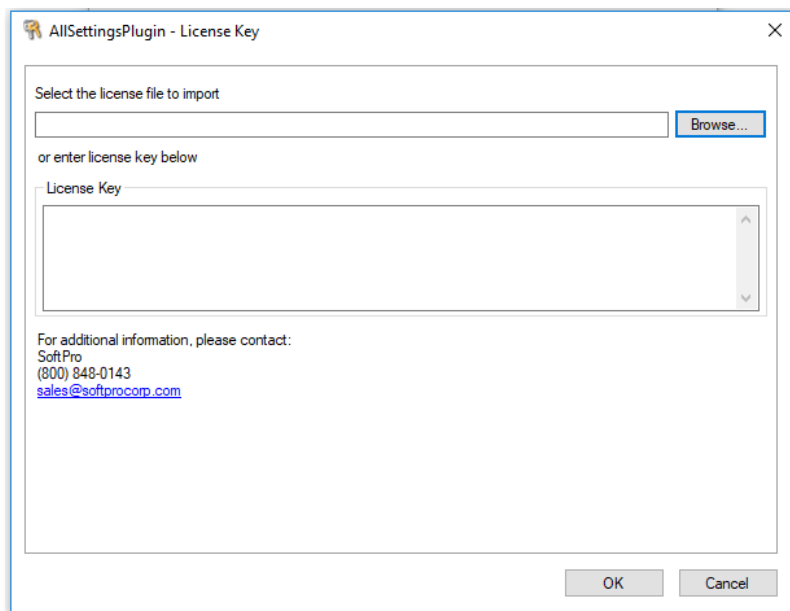 AllSettingsPlugin - License Key
Select the license file to import
Browse...
or enter license key below
License Key
For additional information, please contact:
SoftPro
(800) 848-0143
sales@softprocorp.com
OK
Cancel